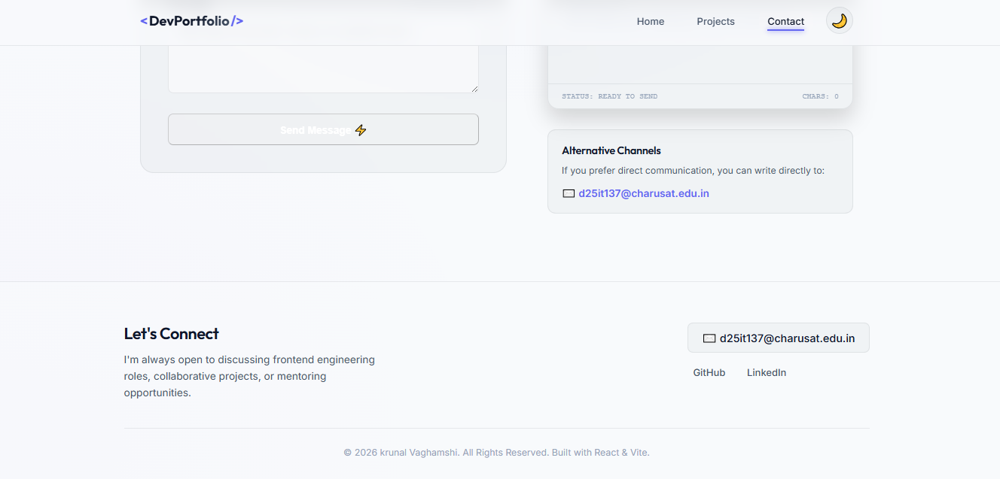 <DevPortfolio/>
Home
Projects
Contact
Send Message ⚡
STATUS: READY TO SEND
CHARS: 0
Alternative Channels
If you prefer direct communication, you can write directly to:
d25it137@charusat.edu.in
Let's Connect
I'm always open to discussing frontend engineering
roles, collaborative projects, or mentoring
opportunities.
d25it137@charusat.edu.in
GitHub
LinkedIn
© 2026 krunal Vaghamshi. All Rights Reserved. Built with React & Vite.